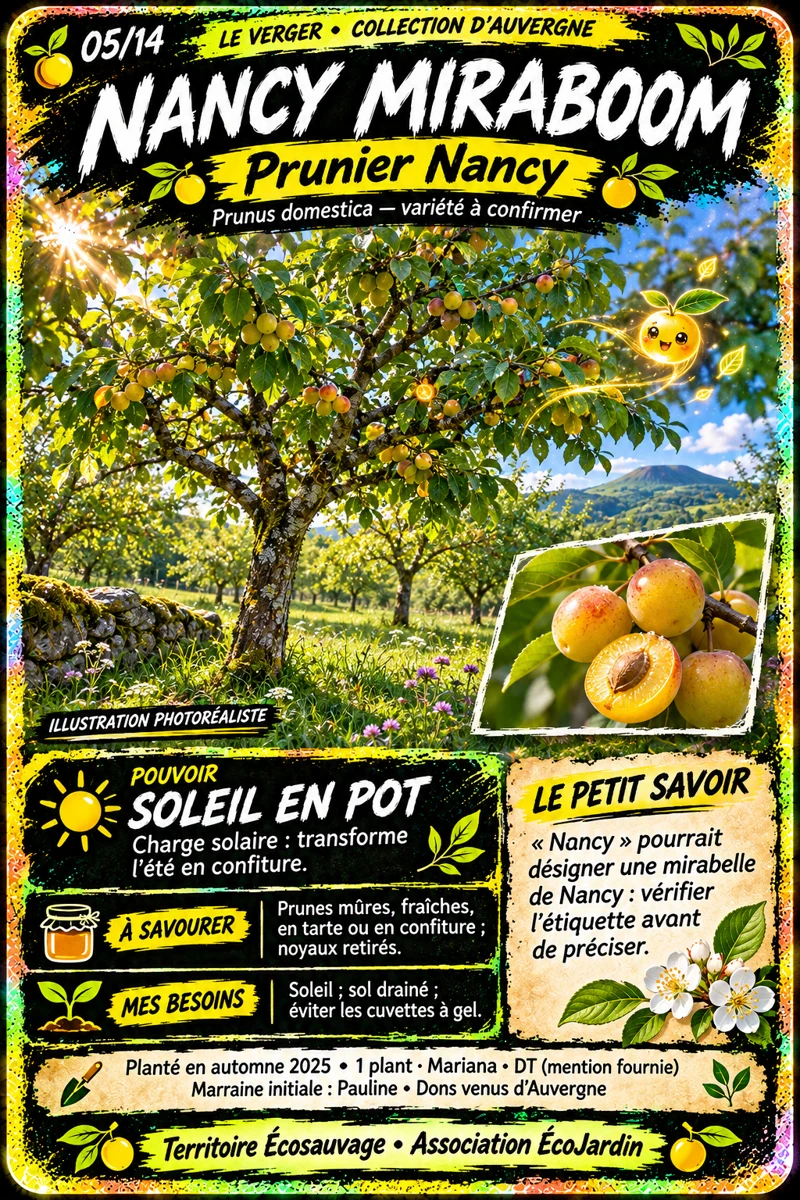 05/14
LE VERGER • COLLECTION D'AUVERGNE
NANCY MIRABOOM
Prunier Nancy
Prunus domestica — variété à confirmer
ILLUSTRATION PHOTORÉALISTE
POUVOIR
SOLEIL EN POT
Charge solaire : transforme
l'été en confiture.
À SAVOURER
Prunes mûres, fraîches,
en tarte ou en confiture ;
noyaux retirés.
MES BESOINS
Soleil ; sol drainé ;
éviter les cuvettes à gel.
LE PETIT SAVOIR
« Nancy » pourrait
désigner une mirabelle
de Nancy : vérifier
l'étiquette avant
de préciser.
Planté en automne 2025 • 1 plant · Mariana • DT (mention fournie)
Marraine initiale : Pauline • Dons venus d'Auvergne
Territoire Écosauvage • Association ÉcoJardin